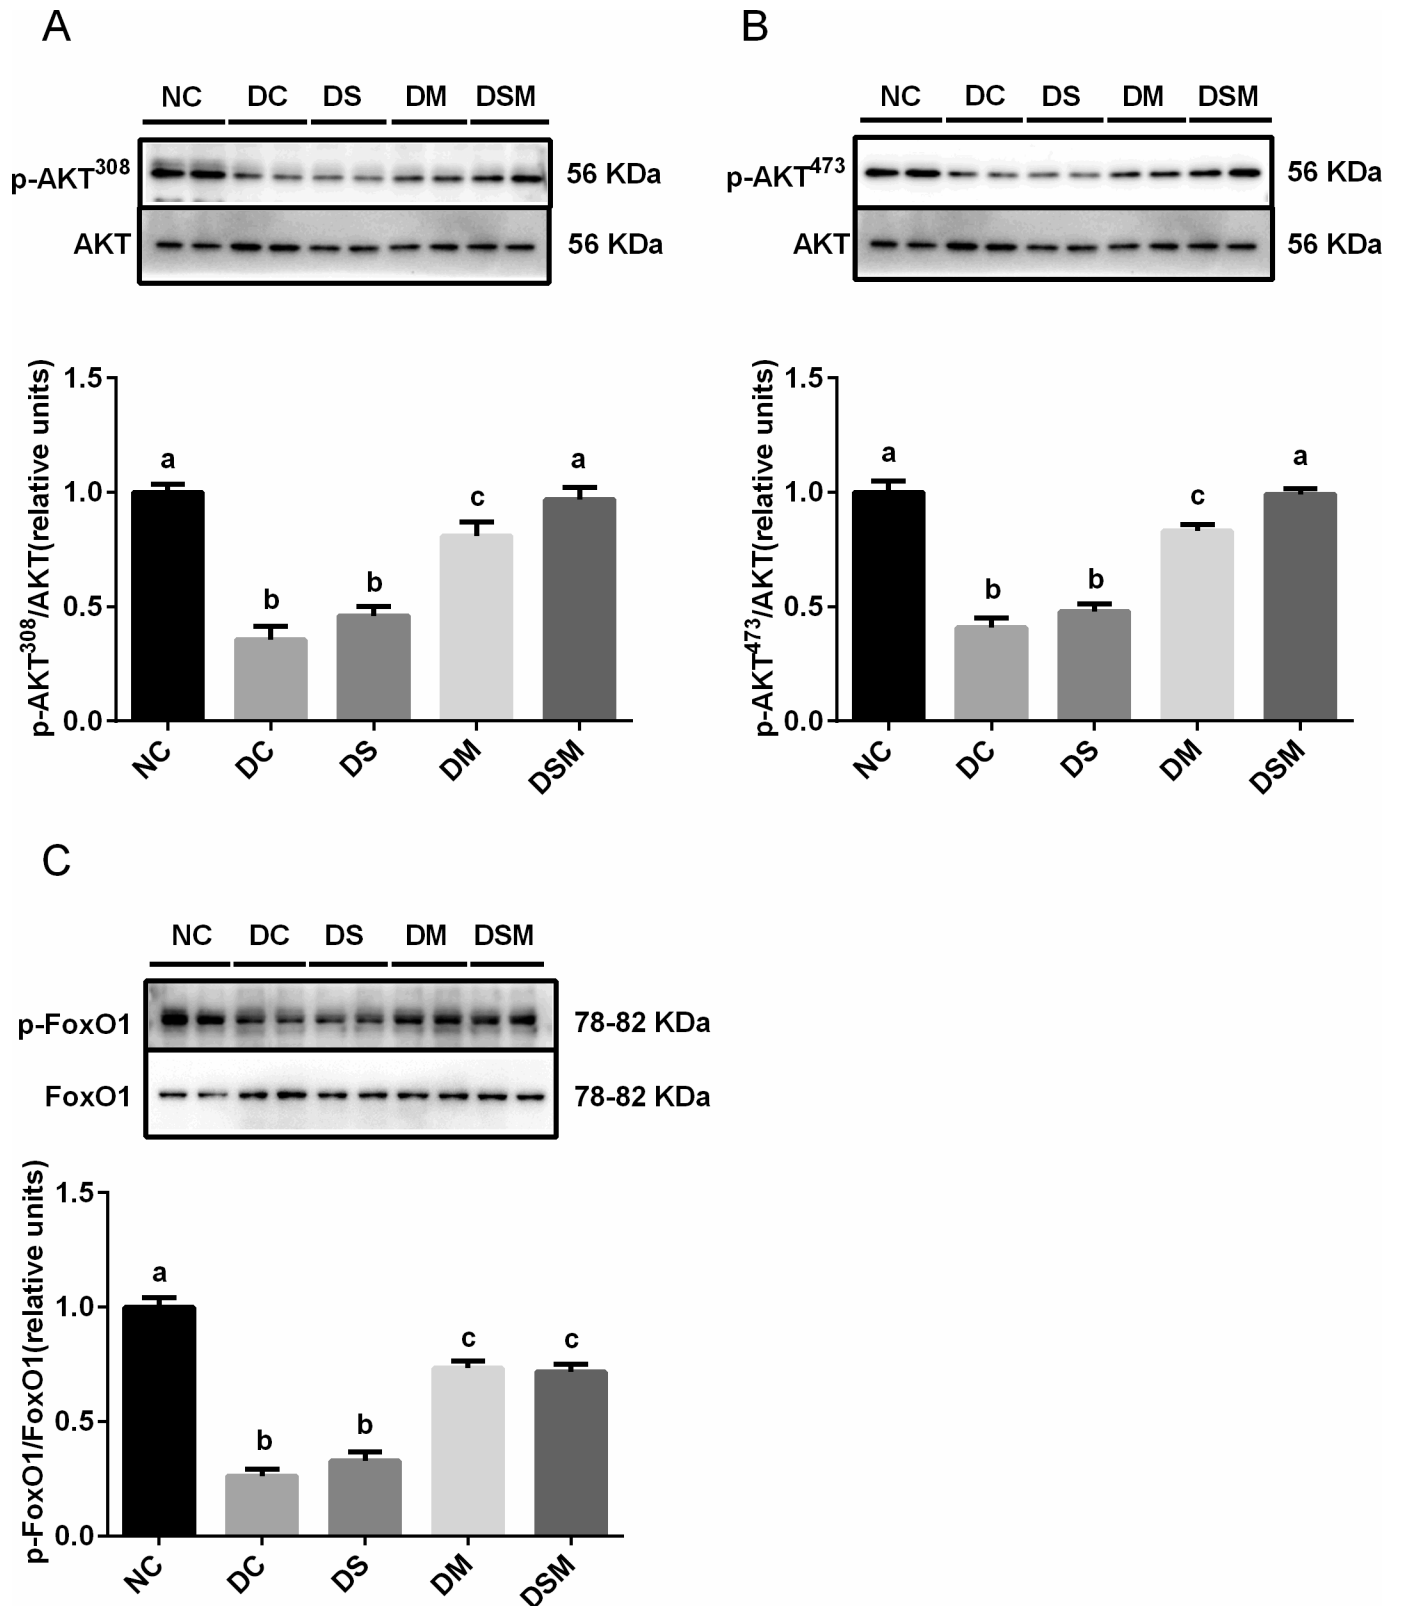 A
NC DC DS DM DSM
p-AKT308 56 KDa
AKT 56 KDa
p-AKT308/AKT(relative units)
1.5
1.0
0.5
0.0
a b b c a
NC DC DS DM DSM
B
NC DC DS DM DSM
p-AKT473 56 KDa
AKT 56 KDa
p-AKT473/AKT(relative units)
1.5
1.0
0.5
0.0
a b b c a
NC DC DS DM DSM
C
NC DC DS DM DSM
p-FoxO1 78-82 KDa
FoxO1 78-82 KDa
p-FoxO1/FoxO1(relative units)
1.5
1.0
0.5
0.0
a b b c c
NC DC DS DM DSM